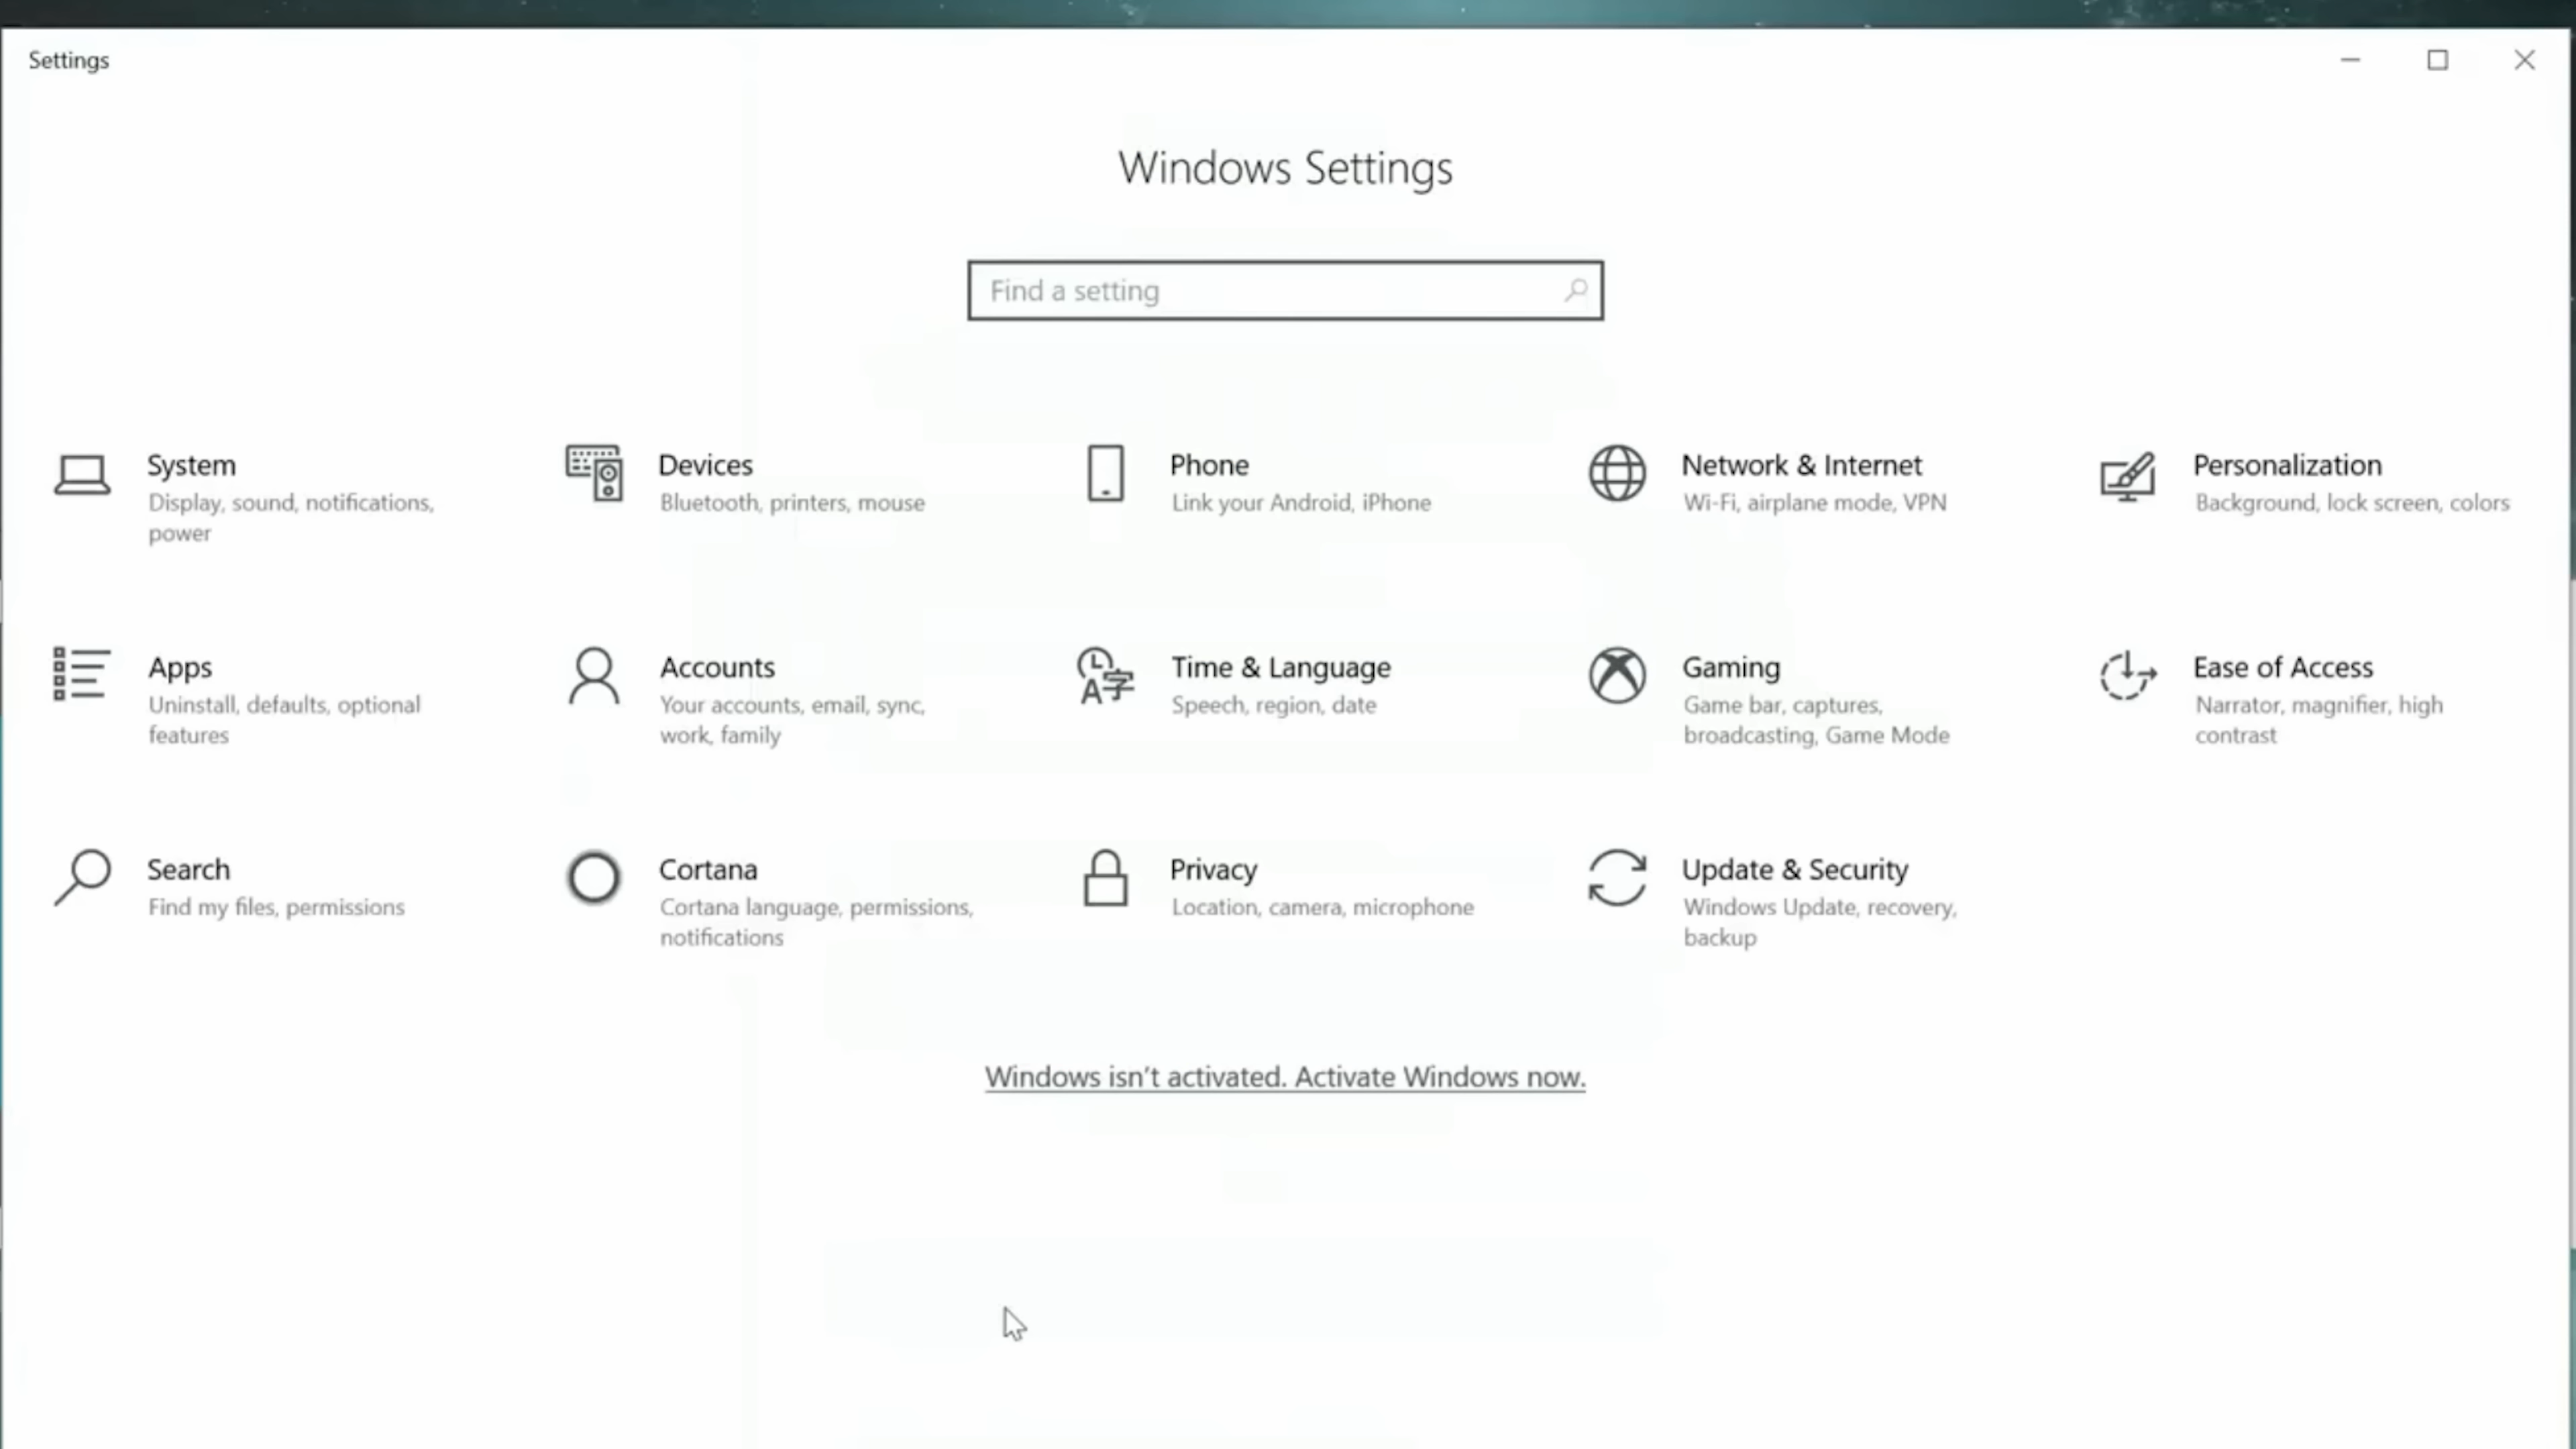 Settings
Windows Settings
Find a setting
System
Display, sound, notifications,
power
Devices
Bluetooth, printers, mouse
Phone
Link your Android, iPhone
Network & Internet
Wi-Fi, airplane mode, VPN
Personalization
Background, lock screen, colors
Apps
Uninstall, defaults, optional
features
Accounts
Your accounts, email, sync,
work, family
Time & Language
Speech, region, date
Gaming
Game bar, captures,
broadcasting, Game Mode
Ease of Access
Narrator, magnifier, high
contrast
Search
Find my files, permissions
Cortana
Cortana language, permissions,
notifications
Privacy
Location, camera, microphone
Update & Security
Windows Update, recovery,
backup
Windows isn't activated. Activate Windows now.